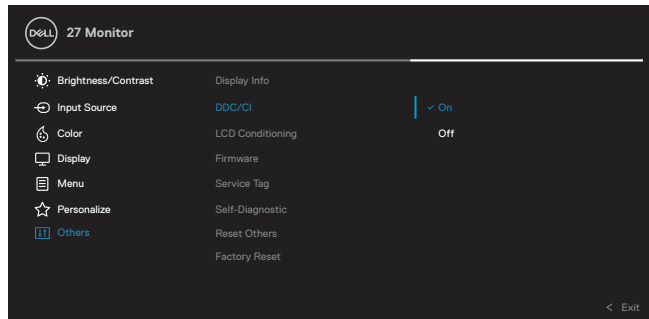 DELL 27 Monitor
Brightness/Contrast Display Info
Input Source DDC/CI ✓ On
Color LCD Conditioning Off
Display Firmware
Menu Service Tag
Personalize Self-Diagnostic
Others Reset Others
Factory Reset
< Exit